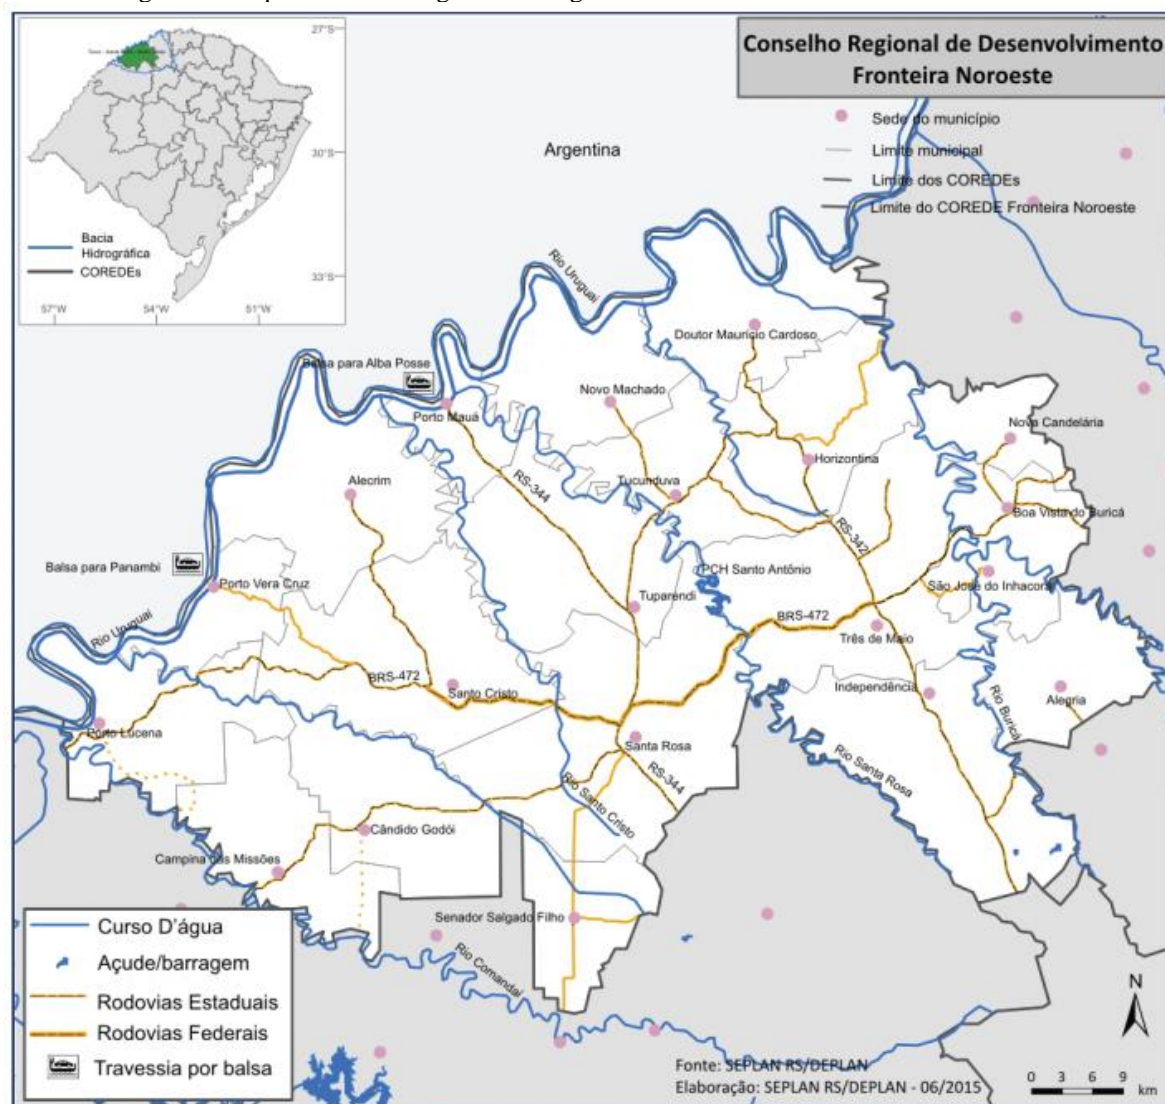 Conselho Regional de Desenvolvimento
Fronteira Noroeste
27°S
30°S
33°S
57°W
54°W
51°W
Bacia
Hidrográfica
COREDEs
Argentina
Sede do município
Limite municipal
Limite dos COREDEs
Limite do COREDE Fronteira Noroeste
Rio Uruguai
Doutor Maurício Cardoso
Balsa para Alba Posse
Novo Machado
Porto Mauá
Nova Candelária
Horizontina
RS-344
Alecrim
Tucunduva
Boa Vista do Buricá
RS-342
Balsa para Panambi
PCH Santo Antônio
São José do Inhacora
Porto Vera Cruz
Tuparendi
BRS-472
Rio Uruguai
Três de Maio
BRS-472
Santo Cristo
Independência
Alegria
Rio Buricá
Porto Lucena
Santa Rosa
RS-344
Rio Santa Rosa
Rio Santo Cristo
Cândido Godói
Campina das Missões
Senador Salgado Filho
Rio Comandaí
Curso D'água
Açude/barragem
Rodovias Estaduais
Rodovias Federais
Travessia por balsa
N
Fonte: SEPLAN RS/DEPLAN
Elaboração: SEPLAN RS/DEPLAN - 06/2015
0 3 6 9
km